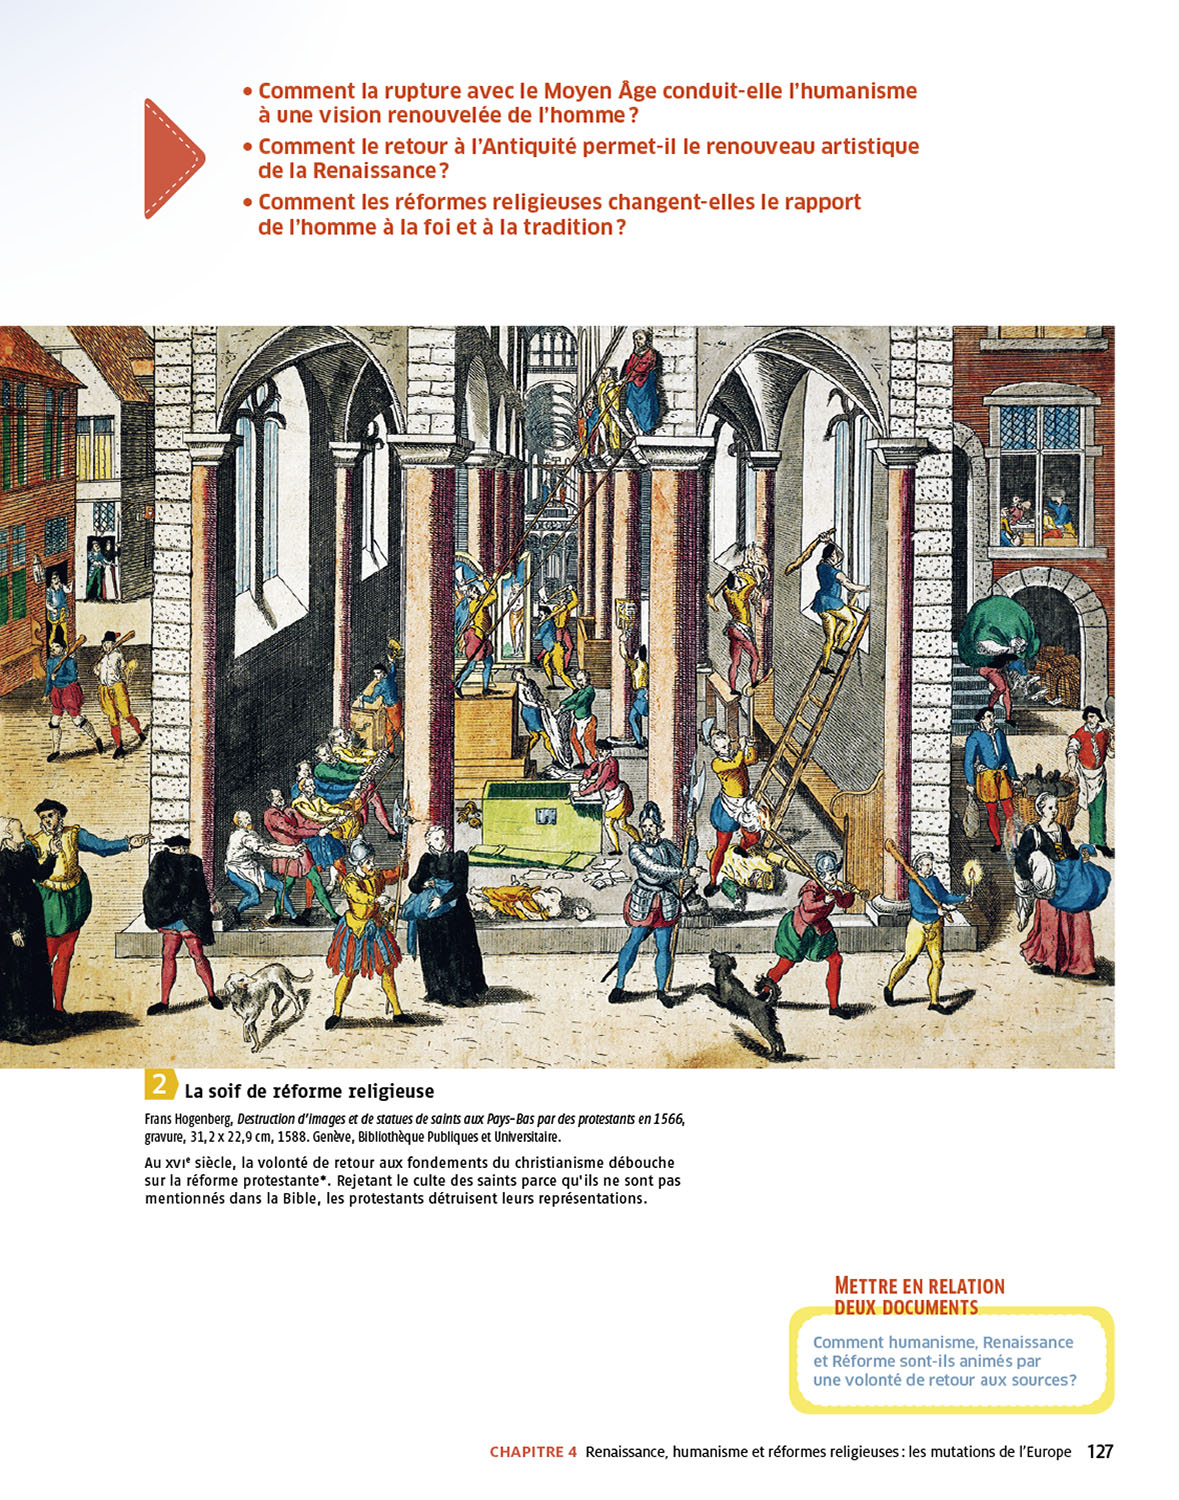 • Comment la rupture avec le Moyen Âge conduit-elle l'humanisme
à une vision renouvelée de l'homme ?
• Comment le retour à l'Antiquité permet-il le renouveau artistique
de la Renaissance ?
• Comment les réformes religieuses changent-elles le rapport
de l'homme à la foi et à la tradition ?
2 La soif de réforme religieuse
Frans Hogenberg, Destruction d'images et de statues de saints aux Pays-Bas par des protestants en 1566,
gravure, 31,2 x 22,9 cm, 1588. Genève, Bibliothèque Publiques et Universitaire.
Au XVIe siècle, la volonté de retour aux fondements du christianisme débouche
sur la réforme protestante*. Rejetant le culte des saints parce qu'ils ne sont pas
mentionnés dans la Bible, les protestants détruisent leurs représentations.
METTRE EN RELATION
DEUX DOCUMENTS
Comment humanisme, Renaissance
et Réforme sont-ils animés par
une volonté de retour aux sources ?
CHAPITRE 4 Renaissance, humanisme et réformes religieuses : les mutations de l'Europe 127